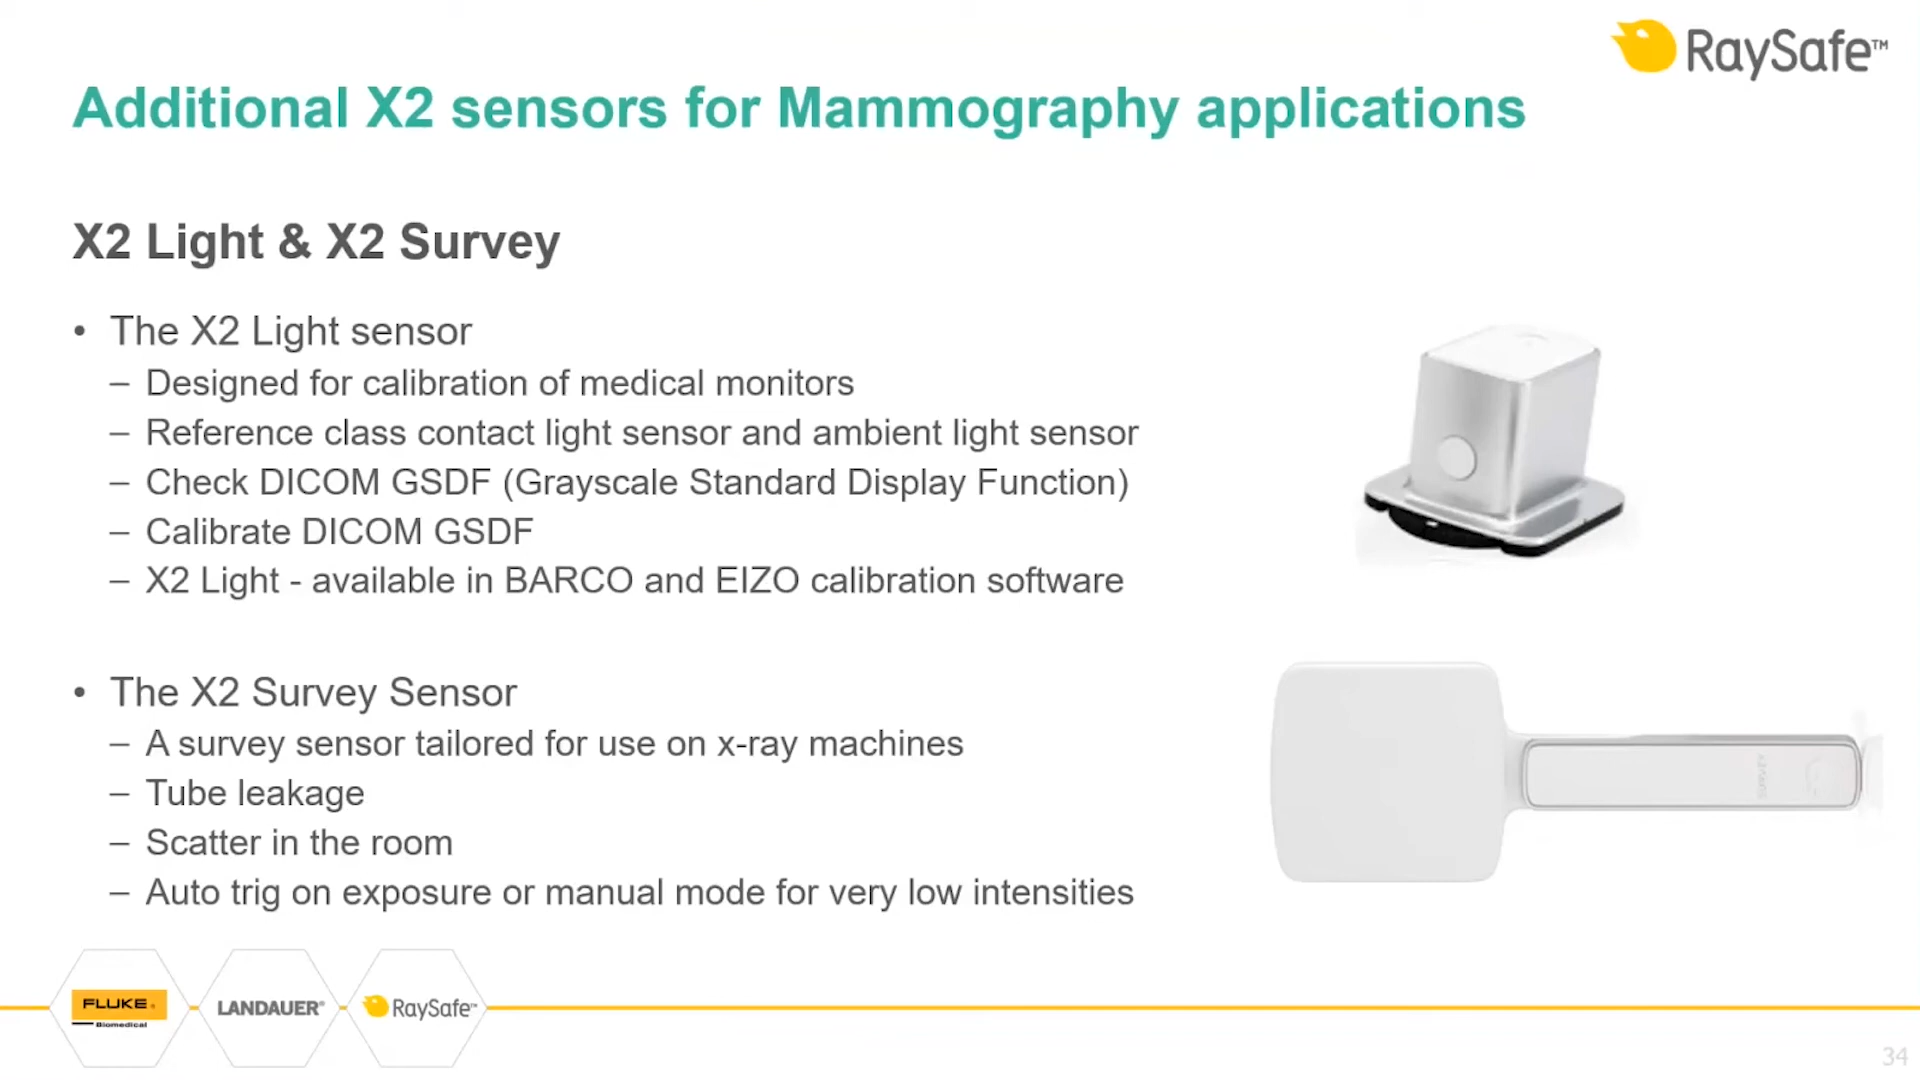 RaySafe™
Additional X2 sensors for Mammography applications
X2 Light & X2 Survey
• The X2 Light sensor
– Designed for calibration of medical monitors
– Reference class contact light sensor and ambient light sensor
– Check DICOM GSDF (Grayscale Standard Display Function)
– Calibrate DICOM GSDF
– X2 Light - available in BARCO and EIZO calibration software
• The X2 Survey Sensor
– A survey sensor tailored for use on x-ray machines
– Tube leakage
– Scatter in the room
– Auto trig on exposure or manual mode for very low intensities
SURVEY
FLUKE®
Biomedical
LANDAUER®
RaySafe™
34